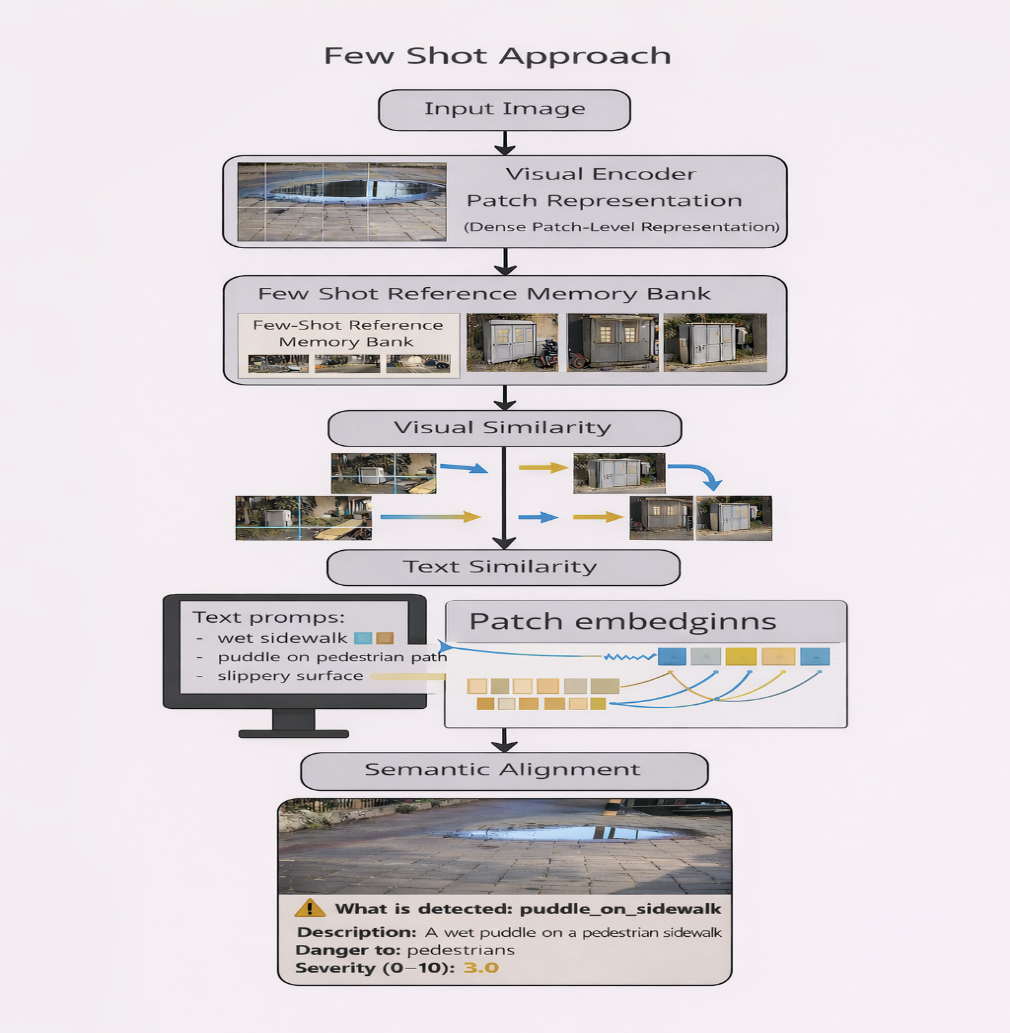 Few Shot Approach
Input Image
Visual Encoder
Patch Representation
(Dense Patch-Level Representation)
Few Shot Reference Memory Bank
Few-Shot Reference
Memory Bank
Visual Similarity
Text Similarity
Text promps:
- wet sidewalk
- puddle on pedestrian path
- slippery surface
Patch embedginns
Semantic Alignment
What is detected: puddle_on_sidewalk
Description: A wet puddle on a pedestrian sidewalk
Danger to: pedestrians
Severity (0–10): 3.0